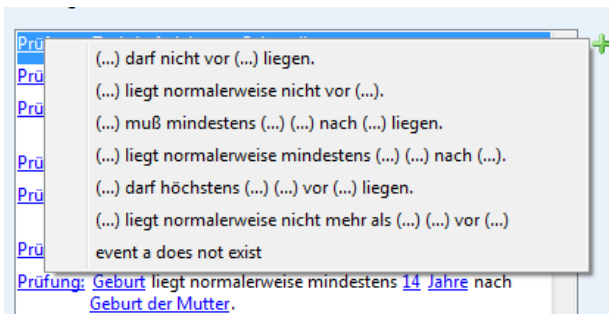 Prü
(...) darf nicht vor (...) liegen.
Prü
(...) liegt normalerweise nicht vor (...).
Prü
(...) muß mindestens (...) (...) nach (...) liegen.
(...) liegt normalerweise mindestens (...) (...) nach (...).
Prü
(...) darf höchstens (...) (...) vor (...) liegen.
Prü
(...) liegt normalerweise nicht mehr als (...) (...) vor (...)
Prü
event a does not exist
Prüfung: Geburt liegt normalerweise mindestens 14 Jahre nach
Geburt der Mutter.